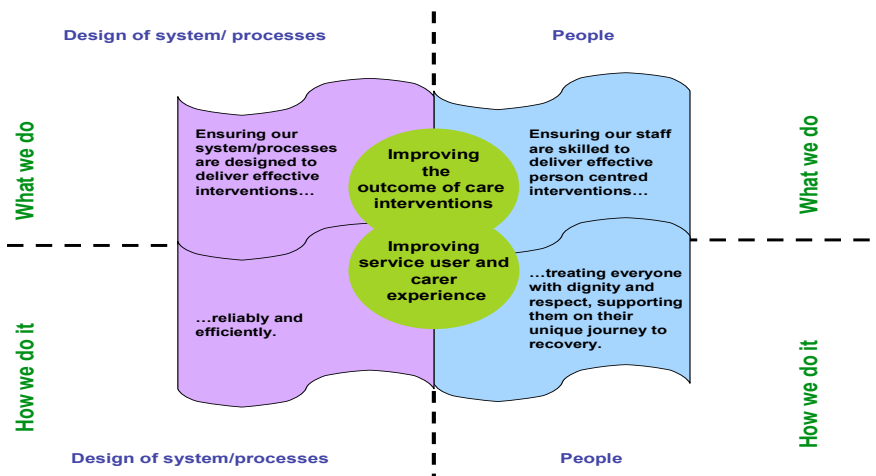 Design of system/ processes
People
What we do
What we do
Ensuring our
system/processes
are designed to
deliver effective
interventions…
Improving
the
outcome of care
interventions
Ensuring our staff
are skilled to
deliver effective
person centred
interventions…
Improving
service user and
carer
experience
…reliably and
efficiently.
…treating everyone
with dignity and
respect, supporting
them on their
unique journey to
recovery.
How we do it
How we do it
Design of system/processes
People